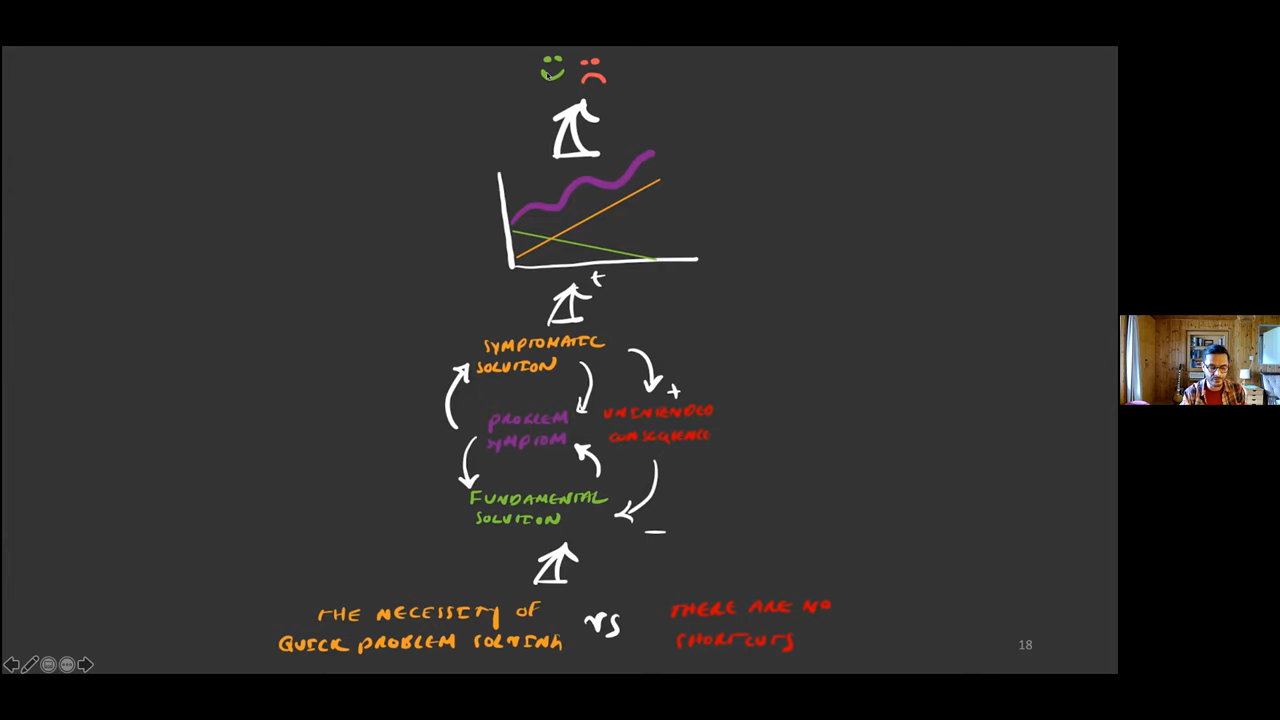 +
SYMPTOMATIC
SOLUTION
+
PROBLEM
SYMPTOM
UNINTENDED
CONSEQUENCE
FUNDAMENTAL
SOLUTION
–
THE NECESSITY OF
QUICK PROBLEM SOLVING
vs
THERE ARE NO
SHORTCUTS
18